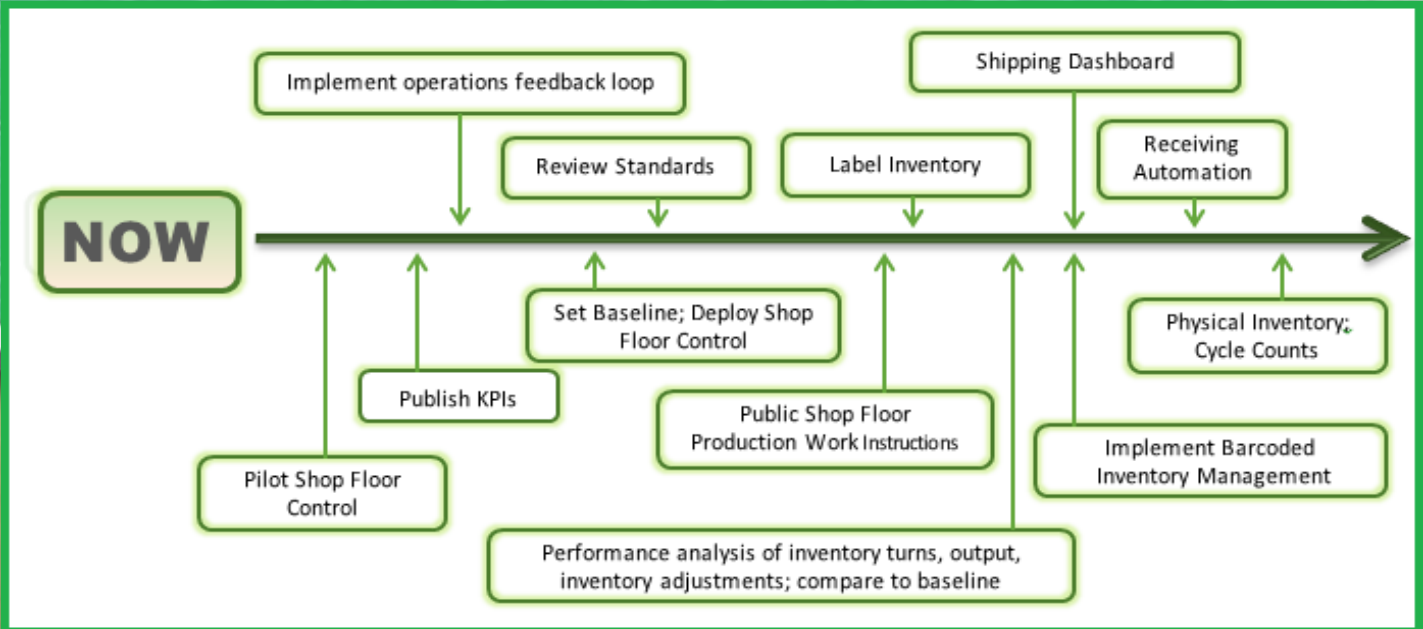 Shipping Dashboard
Implement operations feedback loop
Review Standards
Label Inventory
Receiving
Automation
NOW
Set Baseline; Deploy Shop
Floor Control
Physical Inventory;
Cycle Counts
Publish KPIs
Public Shop Floor
Production Work Instructions
Implement Barcoded
Inventory Management
Pilot Shop Floor
Control
Performance analysis of inventory turns, output,
inventory adjustments; compare to baseline